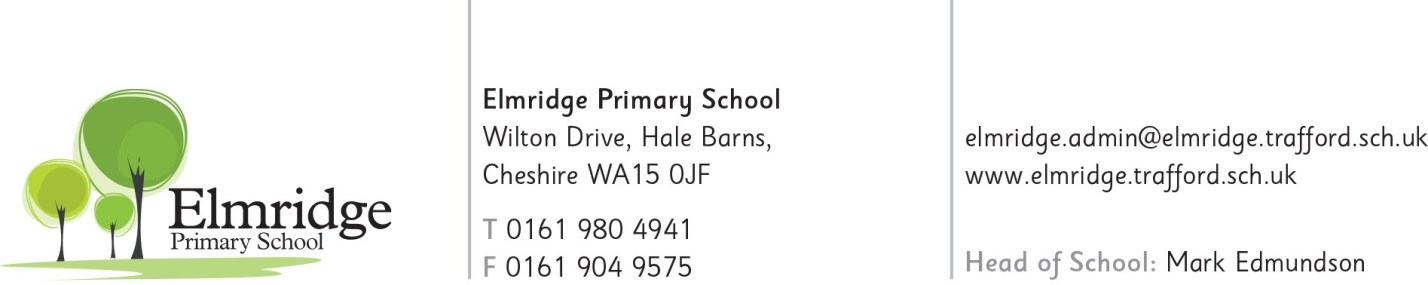 Elmridge
Primary School
Elmridge Primary School
Wilton Drive, Hale Barns,
Cheshire WA15 0JF
T 0161 980 4941
F 0161 904 9575
elmridge.admin@elmridge.trafford.sch.uk
www.elmridge.trafford.sch.uk
Head of School: Mark Edmundson